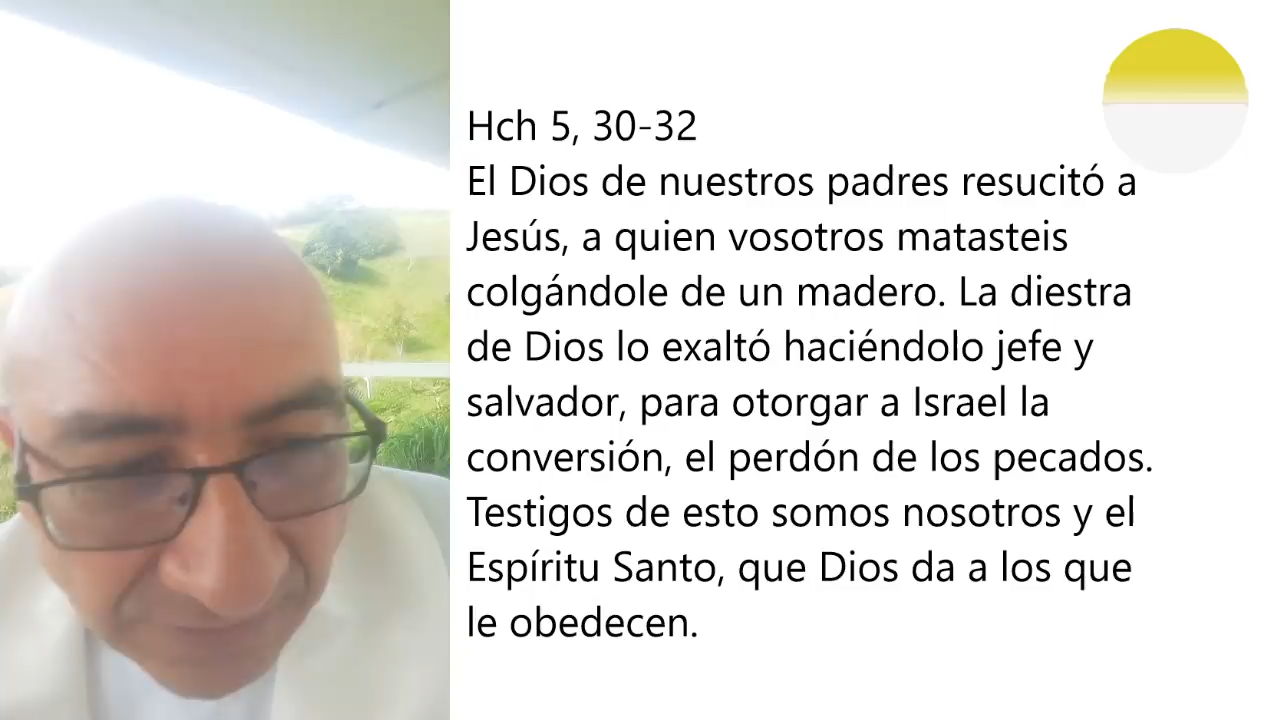 Hch 5, 30-32
El Dios de nuestros padres resucitó a
Jesús, a quien vosotros matasteis
colgándole de un madero. La diestra
de Dios lo exaltó haciéndolo jefe y
salvador, para otorgar a Israel la
conversión, el perdón de los pecados.
Testigos de esto somos nosotros y el
Espíritu Santo, que Dios da a los que
le obedecen.